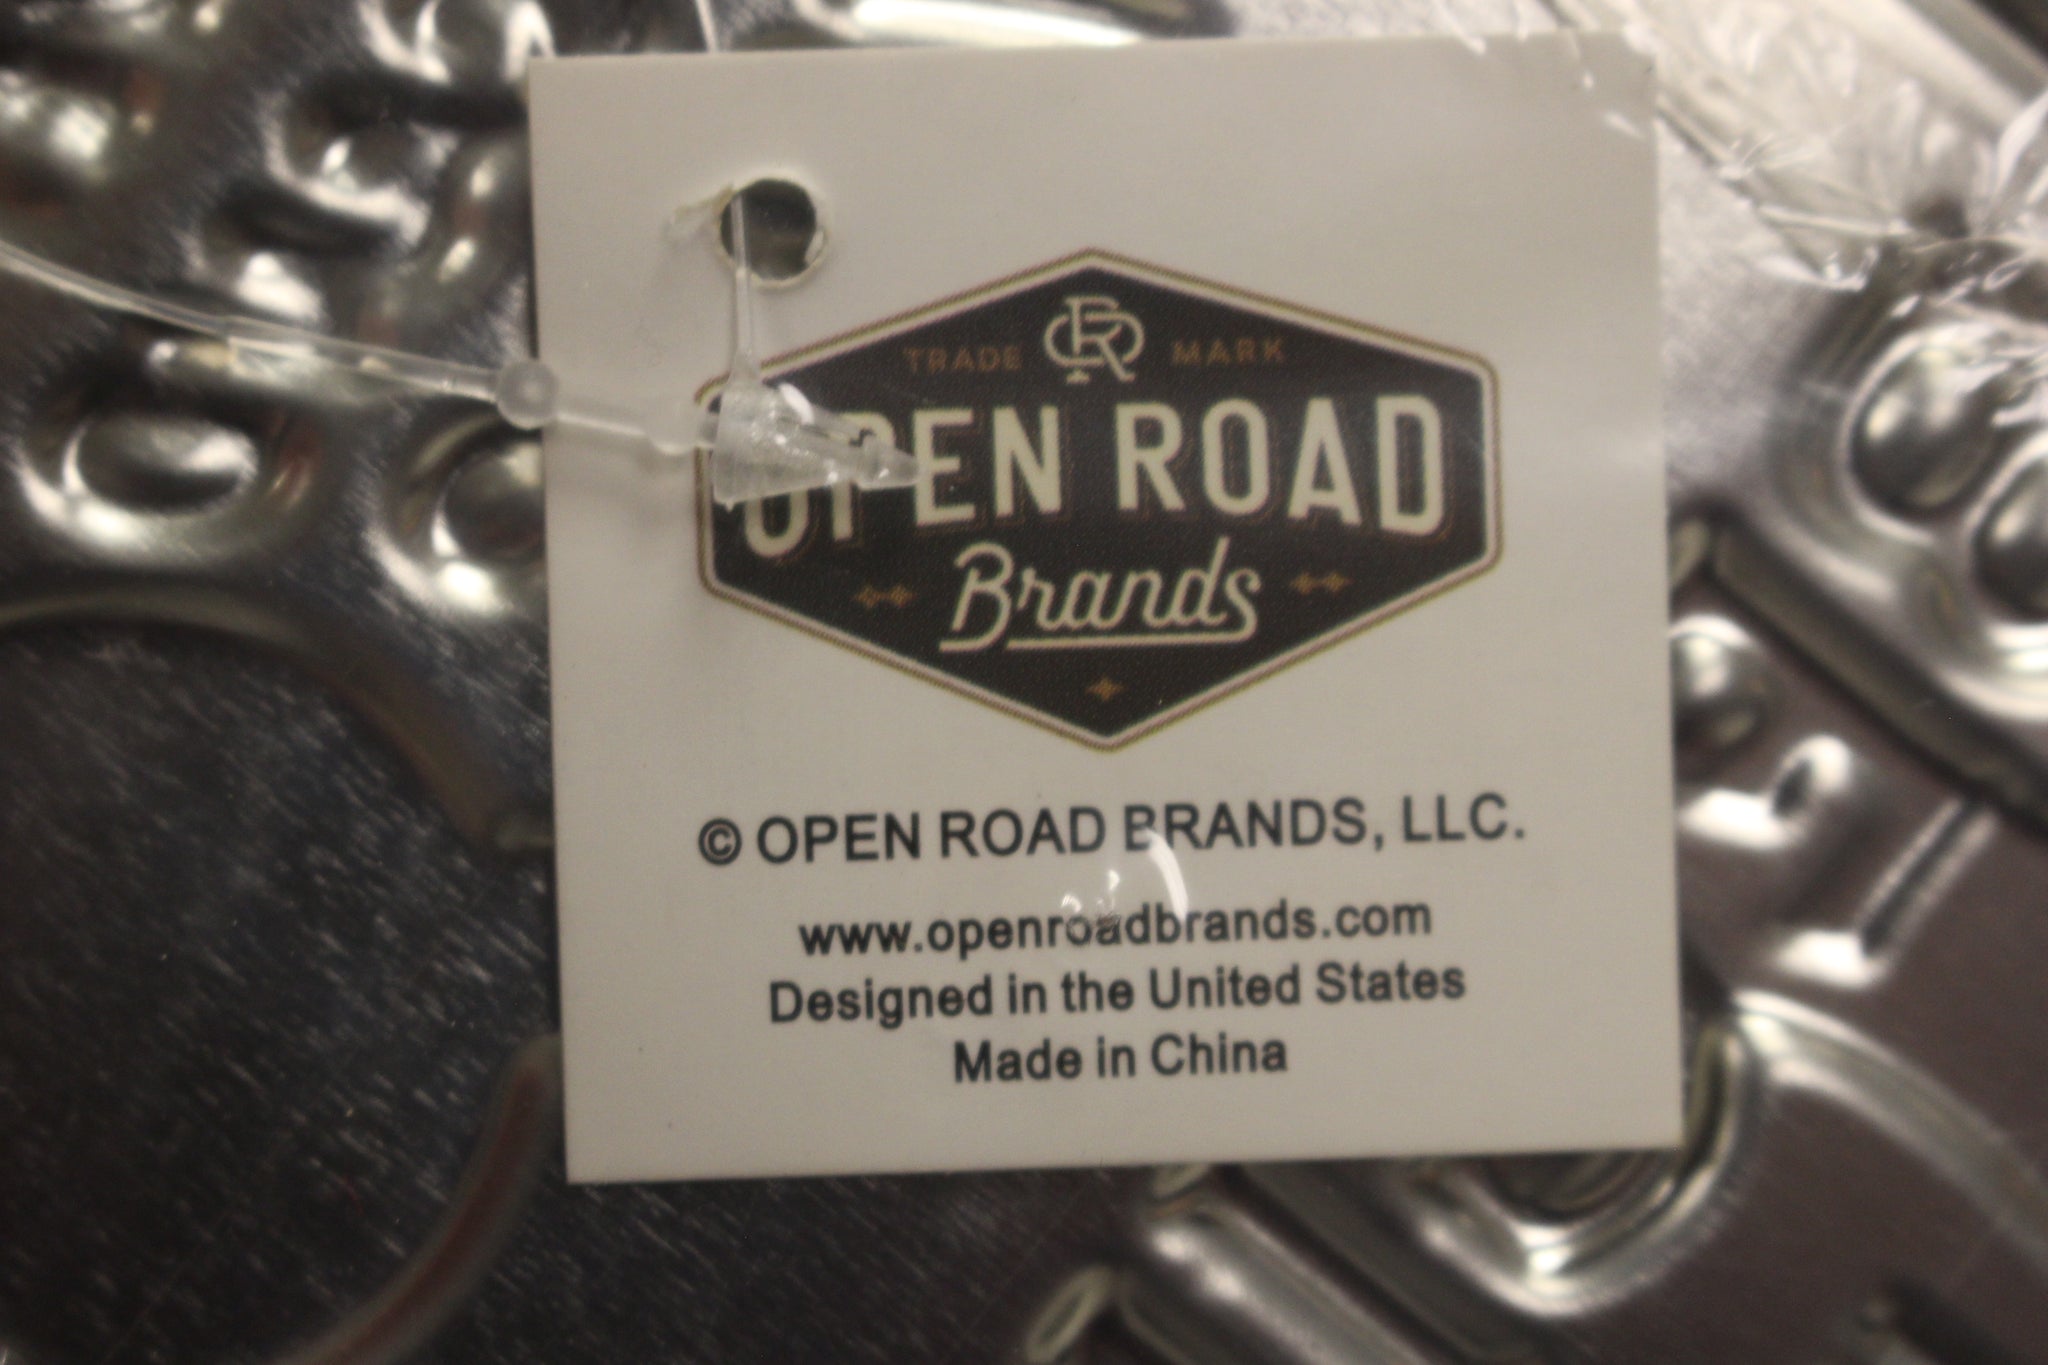 TRADE MARK
OPEN ROAD
Brands
© OPEN ROAD BRANDS, LLC.
www.openroadbrands.com
Designed in the United States
Made in China